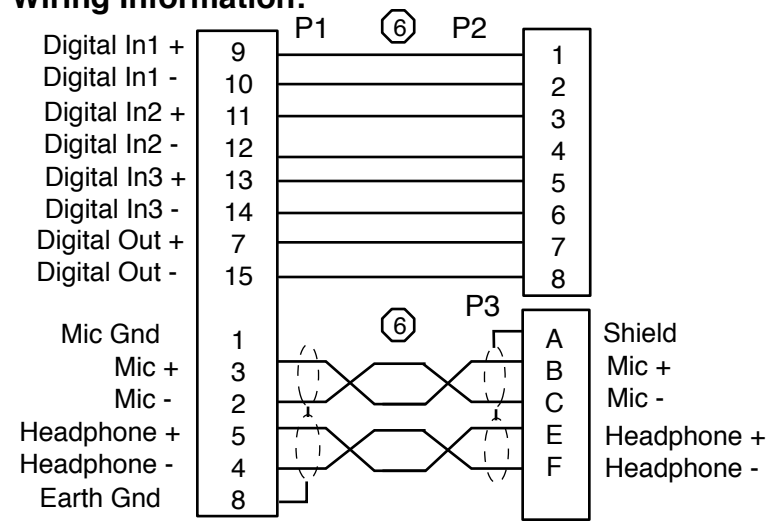 Wiring Information:
P1 6 P2
Digital In1 + 9 1
Digital In1 - 10 2
Digital In2 + 11 3
Digital In2 - 12 4
Digital In3 + 13 5
Digital In3 - 14 6
Digital Out + 7 7
Digital Out - 15 8
6 P3
Mic Gnd 1 A Shield
Mic + 3 B Mic +
Mic - 2 C Mic -
Headphone + 5 E Headphone +
Headphone - 4 F Headphone -
Earth Gnd 8